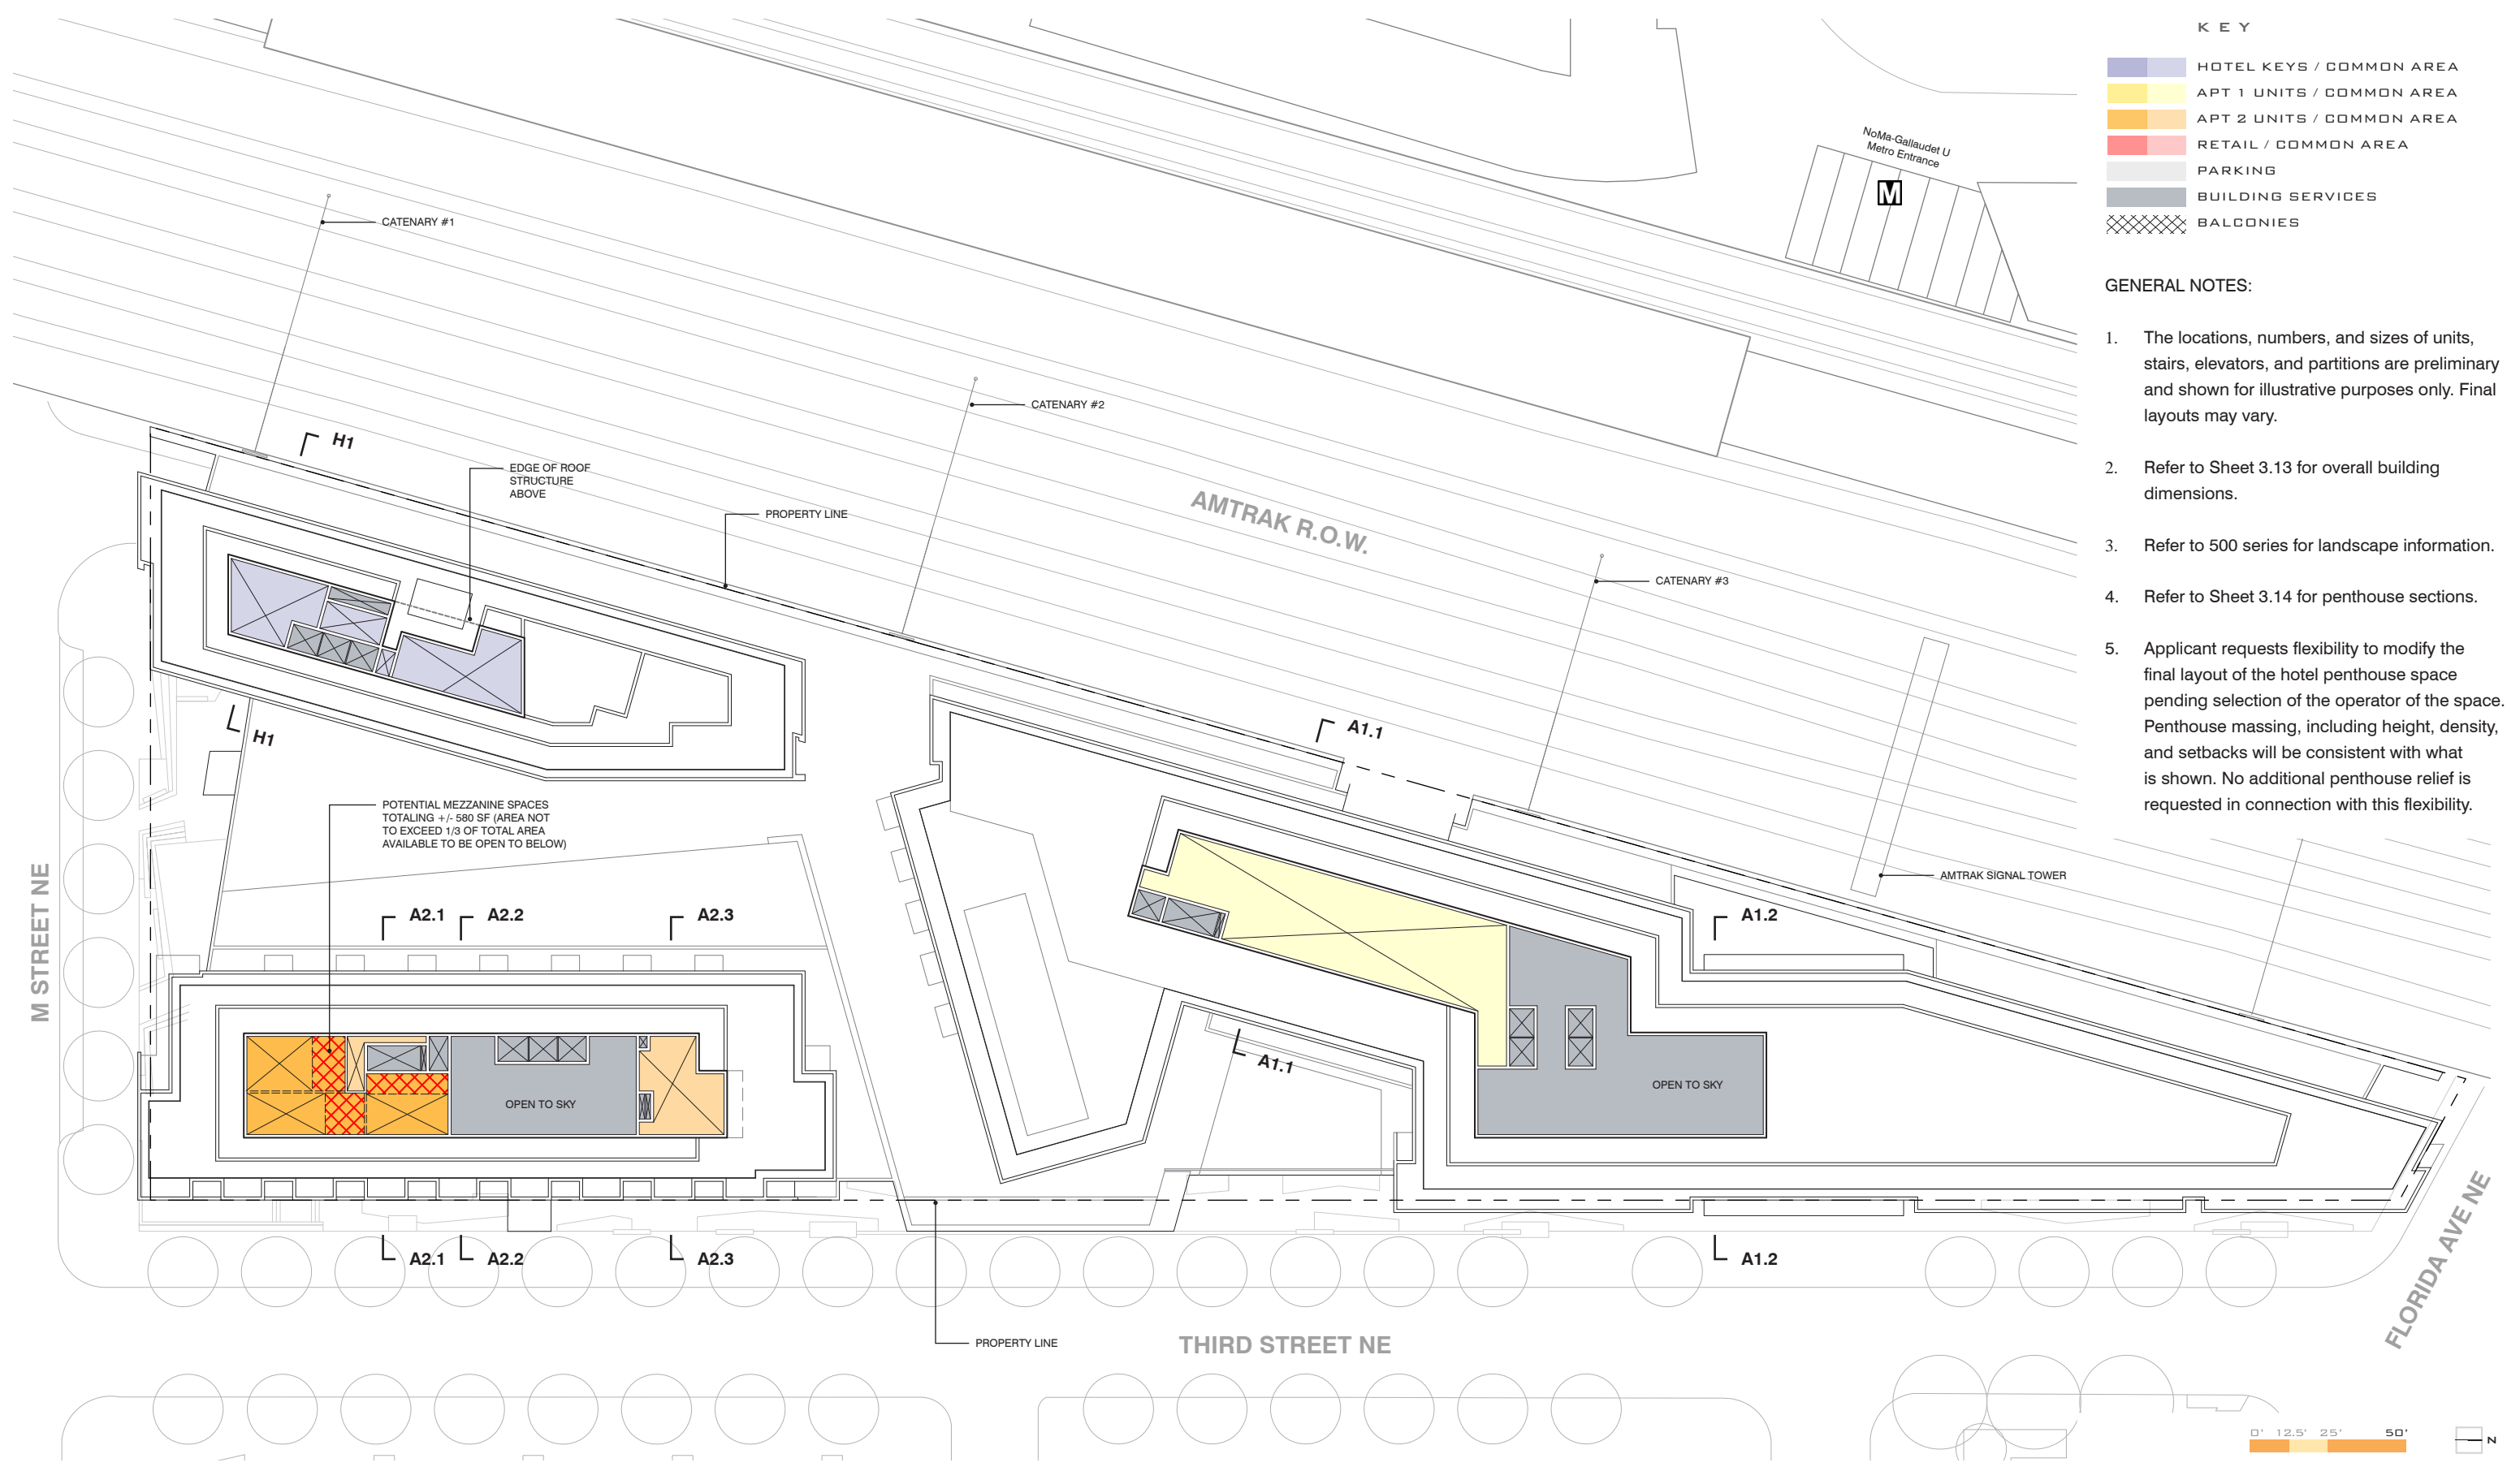 KEY
HOTEL KEYS / COMMON AREA
APT 1 UNITS / COMMON AREA
APT 2 UNITS / COMMON AREA
RETAIL / COMMON AREA
PARKING
BUILDING SERVICES
BALCONIES
GENERAL NOTES:
1. The locations, numbers, and sizes of units,
stairs, elevators, and partitions are preliminary
and shown for illustrative purposes only. Final
layouts may vary.
2. Refer to Sheet 3.13 for overall building
dimensions.
3. Refer to 500 series for landscape information.
4. Refer to Sheet 3.14 for penthouse sections.
5. Applicant requests flexibility to modify the
final layout of the hotel penthouse space
pending selection of the operator of the space.
Penthouse massing, including height, density,
and setbacks will be consistent with what
is shown. No additional penthouse relief is
requested in connection with this flexibility.
NoMa-Gallaudet U
Metro Entrance
M
CATENARY #1
CATENARY #2
H1
EDGE OF ROOF
STRUCTURE
ABOVE
PROPERTY LINE
AMTRAK R.O.W.
CATENARY #3
H1
A1.1
POTENTIAL MEZZANINE SPACES
TOTALING +/- 580 SF (AREA NOT
TO EXCEED 1/3 OF TOTAL AREA
AVAILABLE TO BE OPEN TO BELOW)
AMTRAK SIGNAL TOWER
M STREET NE
A2.1
A2.2
A2.3
A1.2
A1.1
OPEN TO SKY
OPEN TO SKY
A2.1
A2.2
A2.3
A1.2
FLORIDA AVE NE
PROPERTY LINE
THIRD STREET NE
0' 12.5' 25' 50'
N